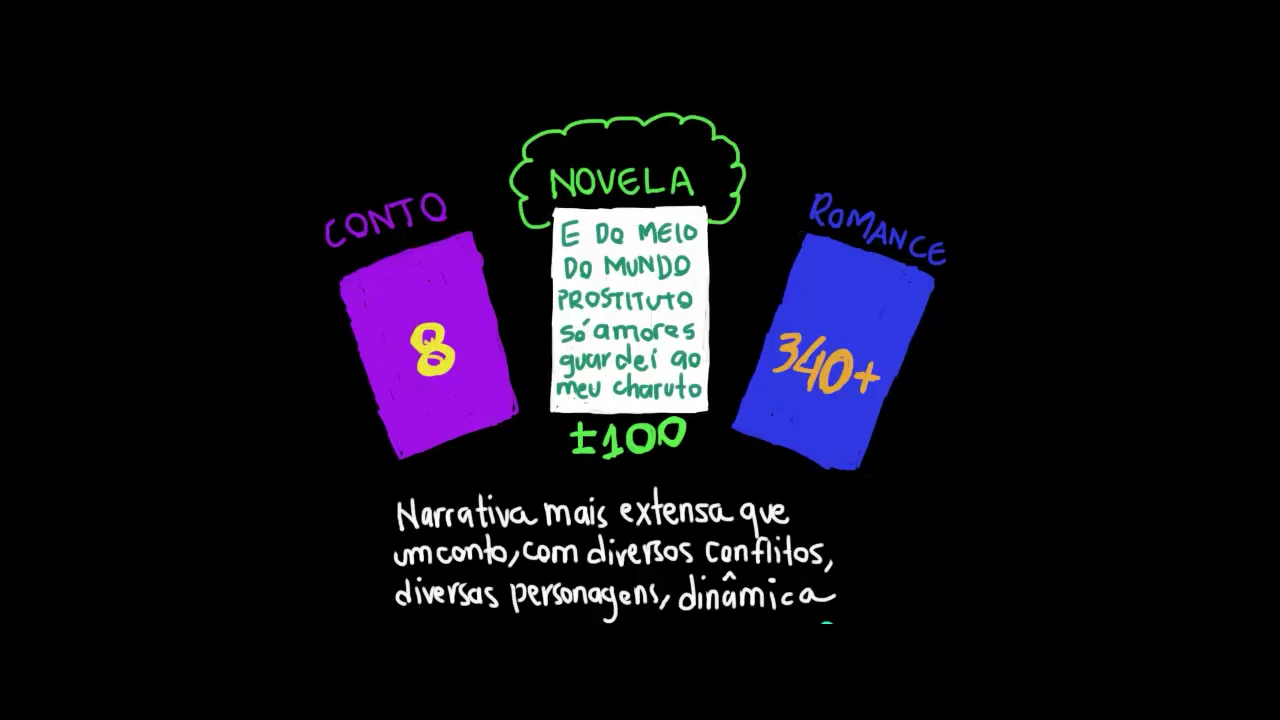 NOVELA
CONTO
ROMANCE
E DO MEIO
DO MUNDO
PROSTITUTO
só amores
guardei ao
meu charuto
8
340+
±100
Narrativa mais extensa que
um conto, com diversos conflitos,
diversas personagens, dinâmica